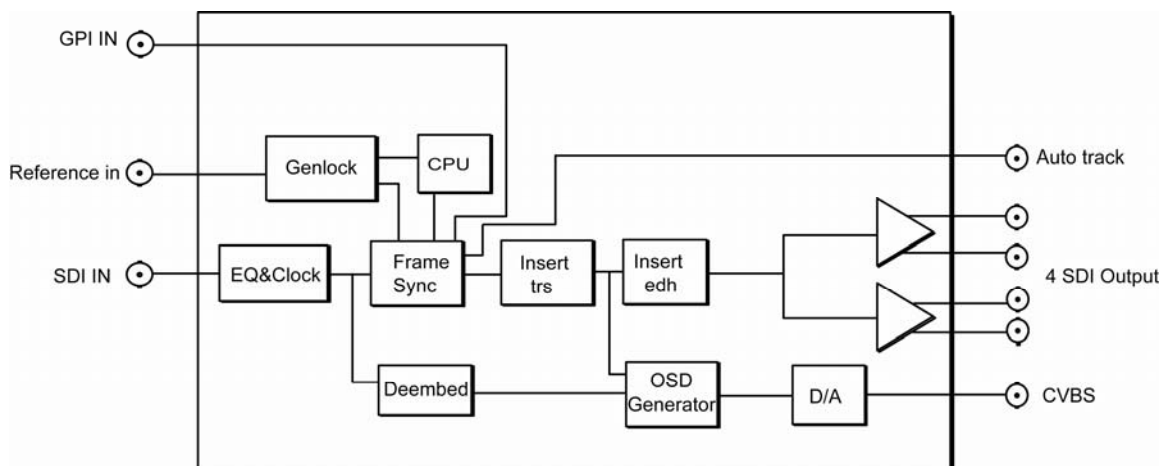 GPI IN
Reference in
Genlock
CPU
Auto track
SDI IN
EQ&Clock
Frame
Sync
Insert
trs
Insert
edh
4 SDI Output
Deembed
OSD
Generator
D/A
CVBS